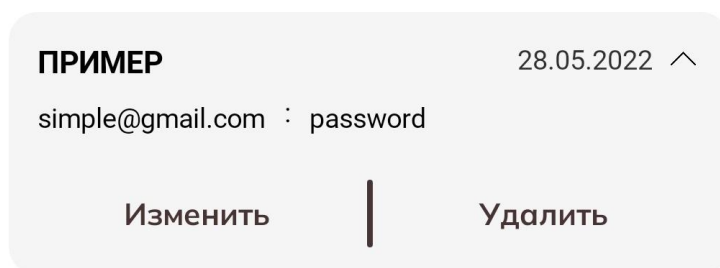 ПРИМЕР 28.05.2022
simple@gmail.com : password
Изменить Удалить